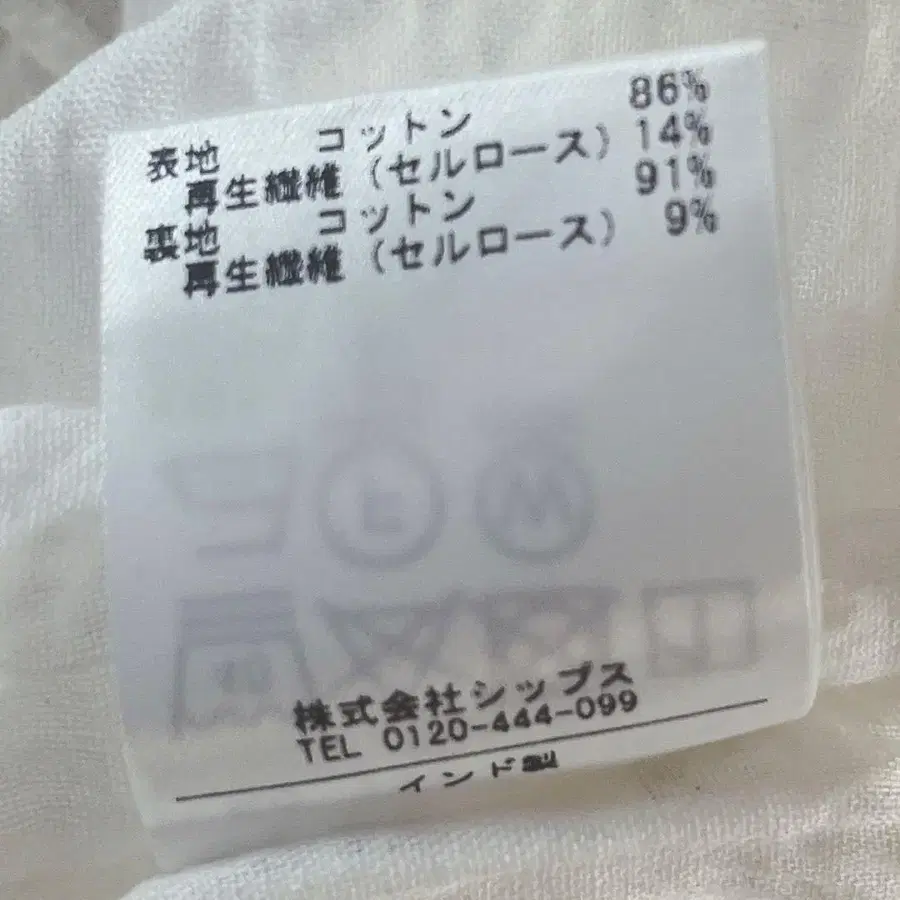 表地 コットン 86%
再生繊維（セルロース）14%
裏地 コットン 91%
再生繊維（セルロース） 9%
株式会社シップス
TEL 0120-444-099
インド製